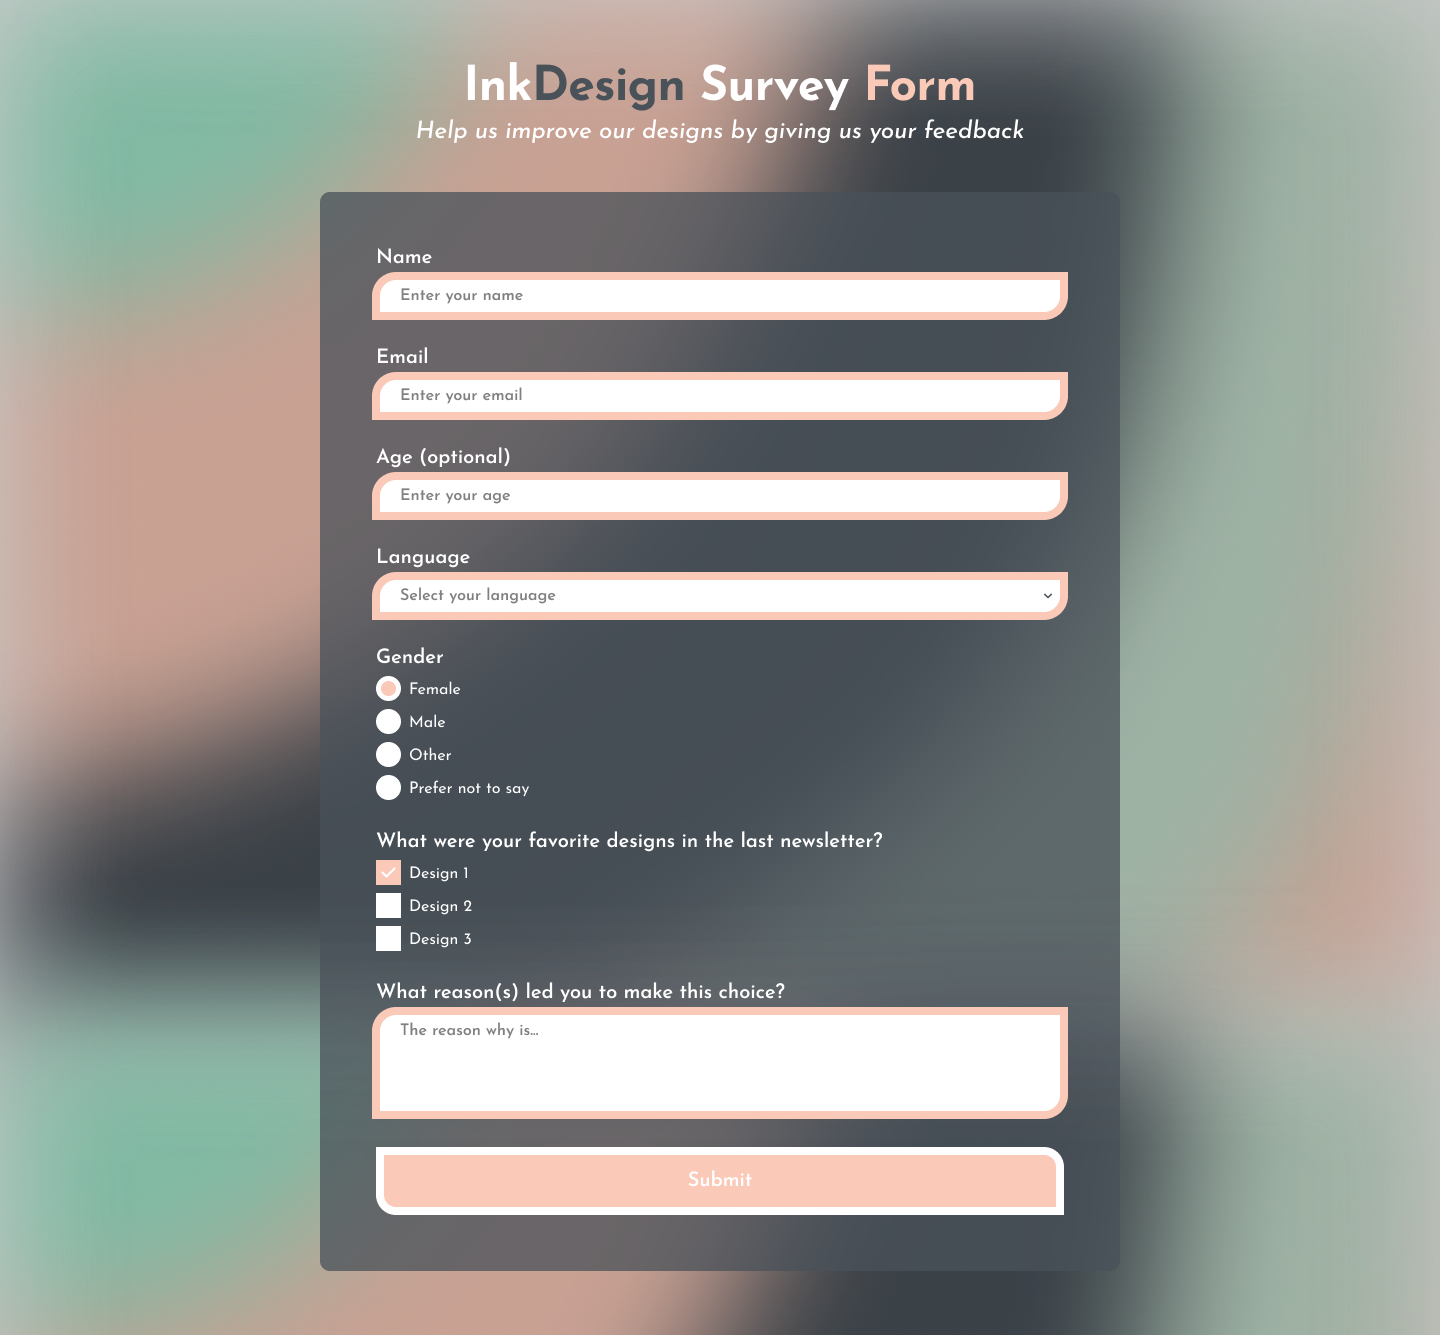 InkDesign Survey Form
Help us improve our designs by giving us your feedback
Name
Enter your name
Email
Enter your email
Age (optional)
Enter your age
Language
Select your language
Gender
Female
Male
Other
Prefer not to say
What were your favorite designs in the last newsletter?
Design 1
Design 2
Design 3
What reason(s) led you to make this choice?
The reason why is...
Submit